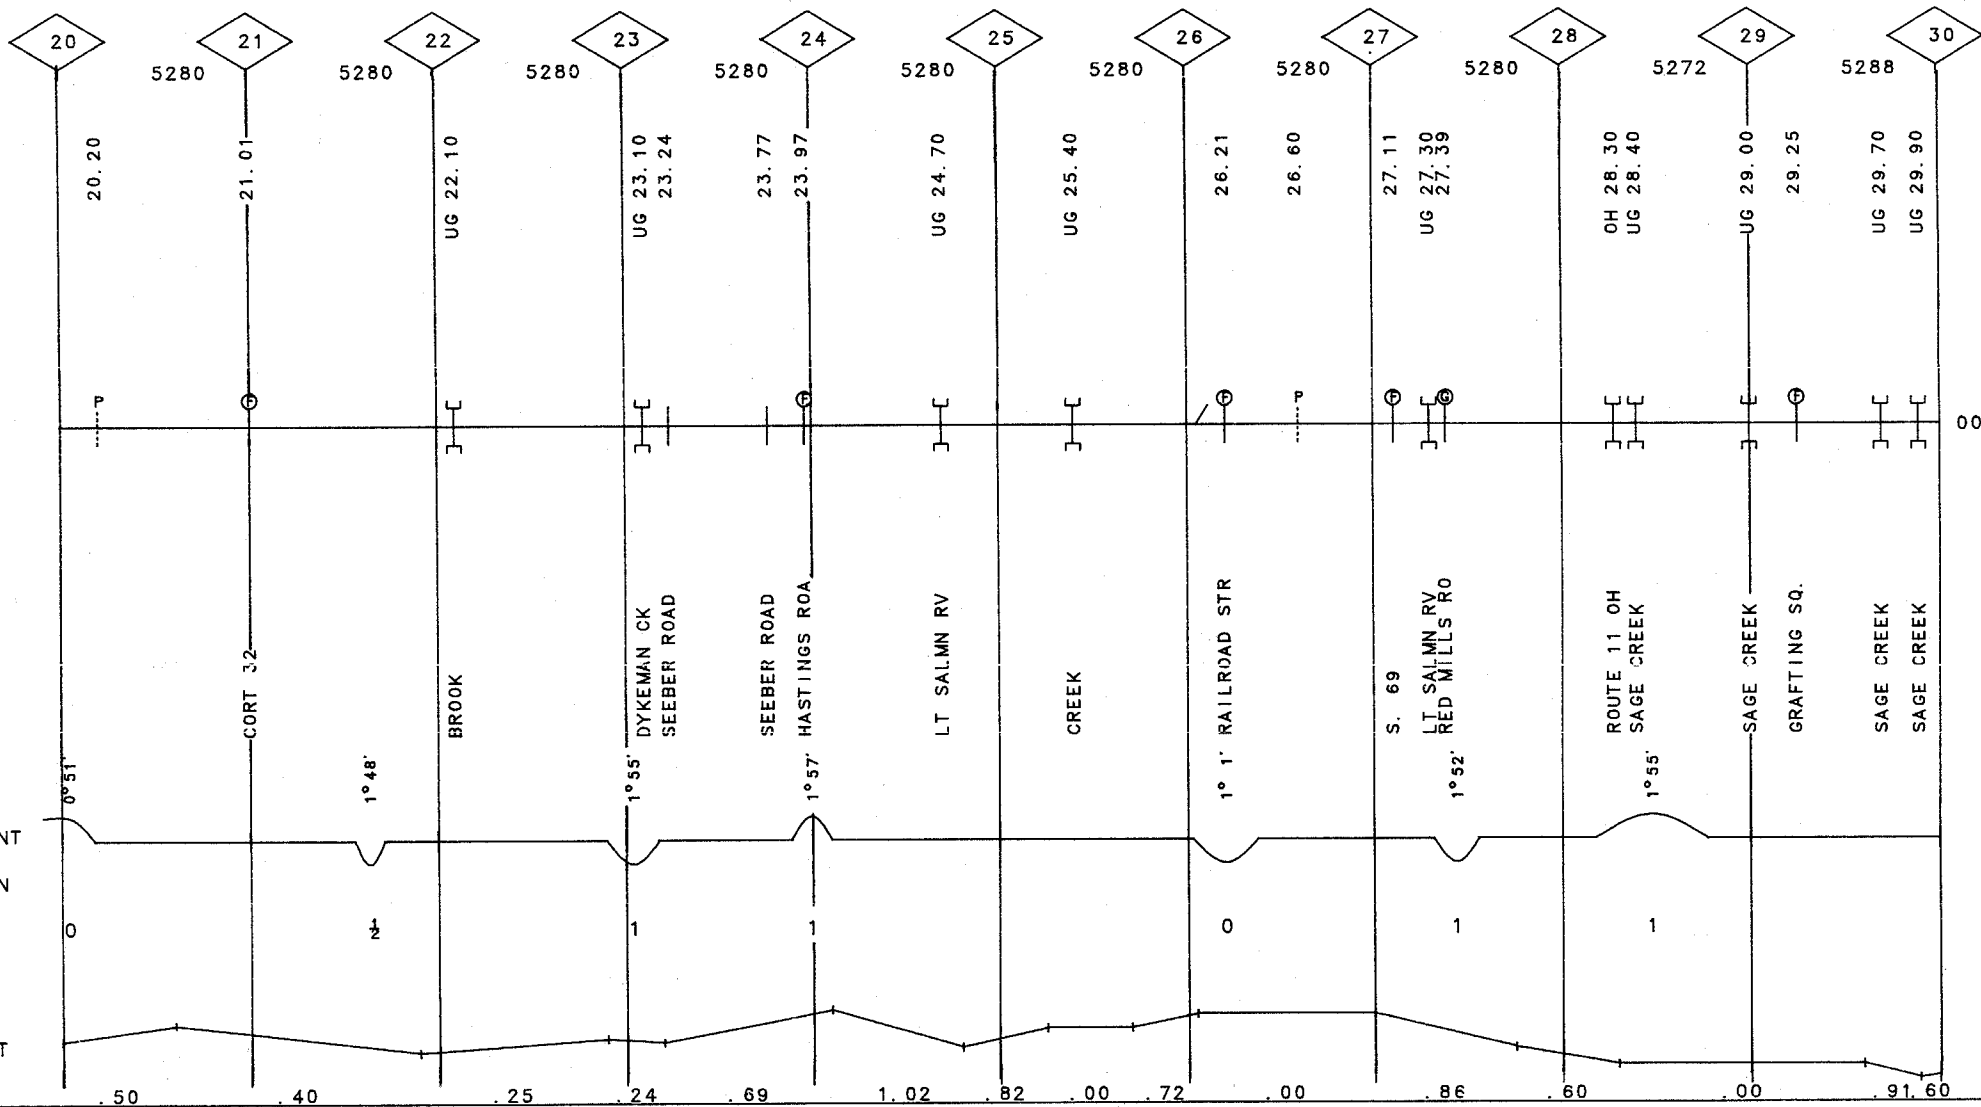 20 21 22 23 24 25 26 27 28 29 30
5280 5280 5280 5280 5280 5280 5280 5280 5272 5288
20.20
21.01
UG 22.10
UG 23.10
23.24
23.77
23.97
UG 24.70
UG 25.40
26.21
26.60
27.11
UG 27.30
27.39
OH 28.30
UG 28.40
UG 29.00
29.25
UG 29.70
UG 29.90
P F F F P F G F
00
CORT 32
BROOK
DYKEMAN CK
SEEBER ROAD
SEEBER ROAD
HASTINGS ROA
LT SALMN RV
CREEK
RAILROAD STR
S. 69
LT SALMN RV
RED MILLS RO
ROUTE 11 OH
SAGE CREEK
SAGE CREEK
GRAFTING SQ.
SAGE CREEK
SAGE CREEK
0°51' 1°48' 1°55' 1°57' 1° 1' 1°52' 1°55'
NT
N
0 ½ 1 1 0 1 1
T
.50 .40 .25 .24 .69 1.02 .82 .00 .72 .00 .86 .60 .00 .91 .60